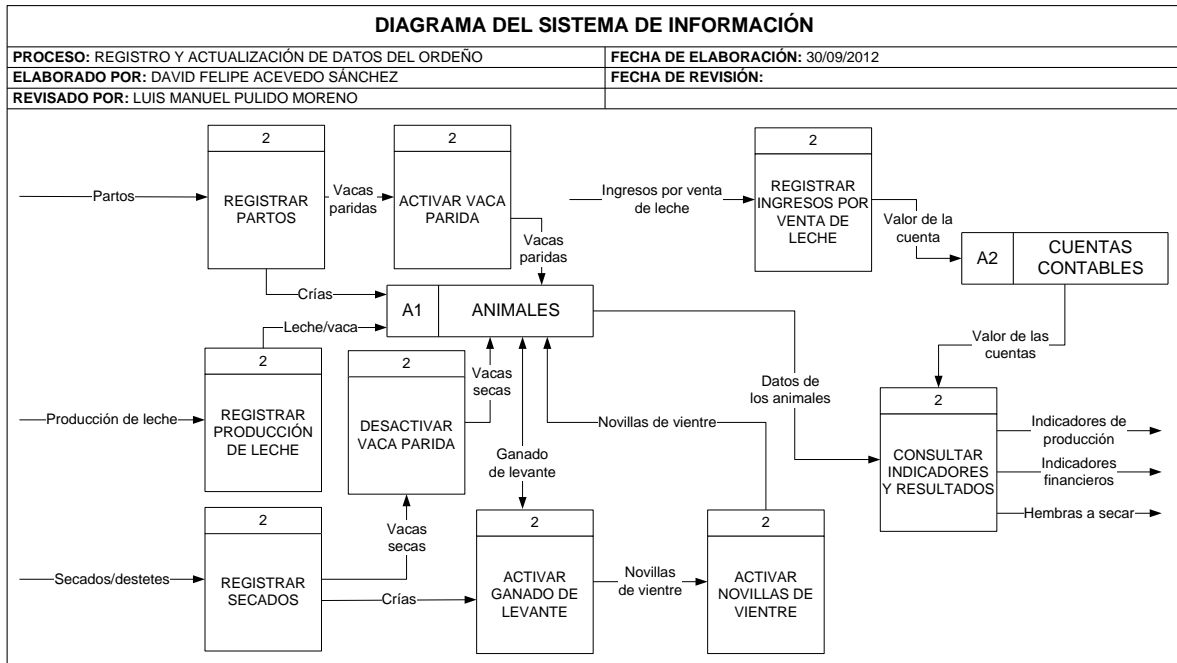 DIAGRAMA DEL SISTEMA DE INFORMACIÓN
PROCESO: REGISTRO Y ACTUALIZACIÓN DE DATOS DEL ORDEÑO
FECHA DE ELABORACIÓN: 30/09/2012
ELABORADO POR: DAVID FELIPE ACEVEDO SÁNCHEZ
FECHA DE REVISIÓN:
REVISADO POR: LUIS MANUEL PULIDO MORENO
Partos
2
REGISTRAR
PARTOS
Vacas
paridas
2
ACTIVAR VACA
PARIDA
Vacas
paridas
Ingresos por venta
de leche
2
REGISTRAR
INGRESOS POR
VENTA DE
LECHE
Valor de la
cuenta
A2
CUENTAS
CONTABLES
Crías
A1
ANIMALES
Leche/vaca
Valor de las
cuentas
Producción de leche
2
REGISTRAR
PRODUCCIÓN
DE LECHE
2
DESACTIVAR
VACA PARIDA
Vacas
secas
Ganado
de levante
Novillas de vientre
Datos de
los animales
2
CONSULTAR
INDICADORES
Y RESULTADOS
Indicadores de
producción
Indicadores
financieros
Hembras a secar
Secados/destetes
2
REGISTRAR
SECADOS
Vacas
secas
Crías
2
ACTIVAR
GANADO DE
LEVANTE
Novillas
de vientre
2
ACTIVAR
NOVILLAS DE
VIENTRE